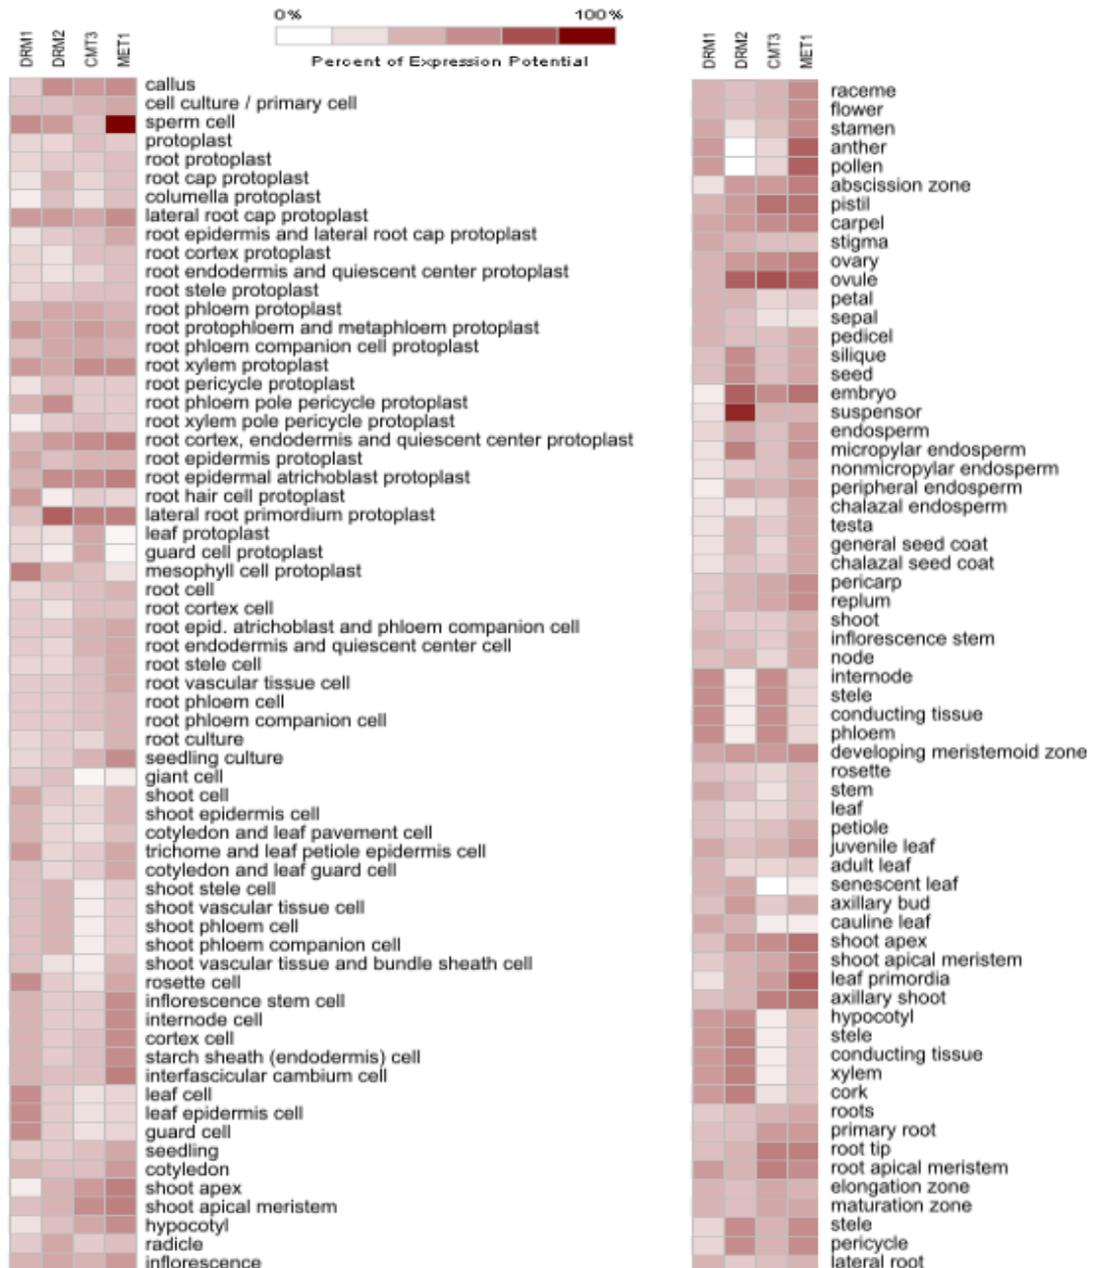 0% 100%
Percent of Expression Potential
DRM1 DRM2 CMT3 MET1
callus
cell culture / primary cell
sperm cell
protoplast
root protoplast
root cap protoplast
columella protoplast
lateral root cap protoplast
root epidermis and lateral root cap protoplast
root cortex protoplast
root endodermis and quiescent center protoplast
root stele protoplast
root phloem protoplast
root protophloem and metaphloem protoplast
root phloem companion cell protoplast
root xylem protoplast
root pericycle protoplast
root phloem pole pericycle protoplast
root xylem pole pericycle protoplast
root cortex, endodermis and quiescent center protoplast
root epidermis protoplast
root epidermal atrichoblast protoplast
root hair cell protoplast
lateral root primordium protoplast
leaf protoplast
guard cell protoplast
mesophyll cell protoplast
root cell
root cortex cell
root epid. atrichoblast and phloem companion cell
root endodermis and quiescent center cell
root stele cell
root vascular tissue cell
root phloem cell
root phloem companion cell
root culture
seedling culture
giant cell
shoot cell
shoot epidermis cell
cotyledon and leaf pavement cell
trichome and leaf petiole epidermis cell
cotyledon and leaf guard cell
shoot stele cell
shoot vascular tissue cell
shoot phloem cell
shoot phloem companion cell
shoot vascular tissue and bundle sheath cell
rosette cell
inflorescence stem cell
internode cell
cortex cell
starch sheath (endodermis) cell
interfascicular cambium cell
leaf cell
leaf epidermis cell
guard cell
seedling
cotyledon
shoot apex
shoot apical meristem
hypocotyl
radicle
inflorescence
DRM1 DRM2 CMT3 MET1
raceme
flower
stamen
anther
pollen
abscission zone
pistil
carpel
stigma
ovary
ovule
petal
sepal
pedicel
silique
seed
embryo
suspensor
endosperm
micropylar endosperm
nonmicropylar endosperm
peripheral endosperm
chalazal endosperm
testa
general seed coat
chalazal seed coat
pericarp
replum
shoot
inflorescence stem
node
internode
stele
conducting tissue
phloem
developing meristemoid zone
rosette
stem
leaf
petiole
juvenile leaf
adult leaf
senescent leaf
axillary bud
cauline leaf
shoot apex
shoot apical meristem
leaf primordia
axillary shoot
hypocotyl
stele
conducting tissue
xylem
cork
roots
primary root
root tip
root apical meristem
elongation zone
maturation zone
stele
pericycle
lateral root